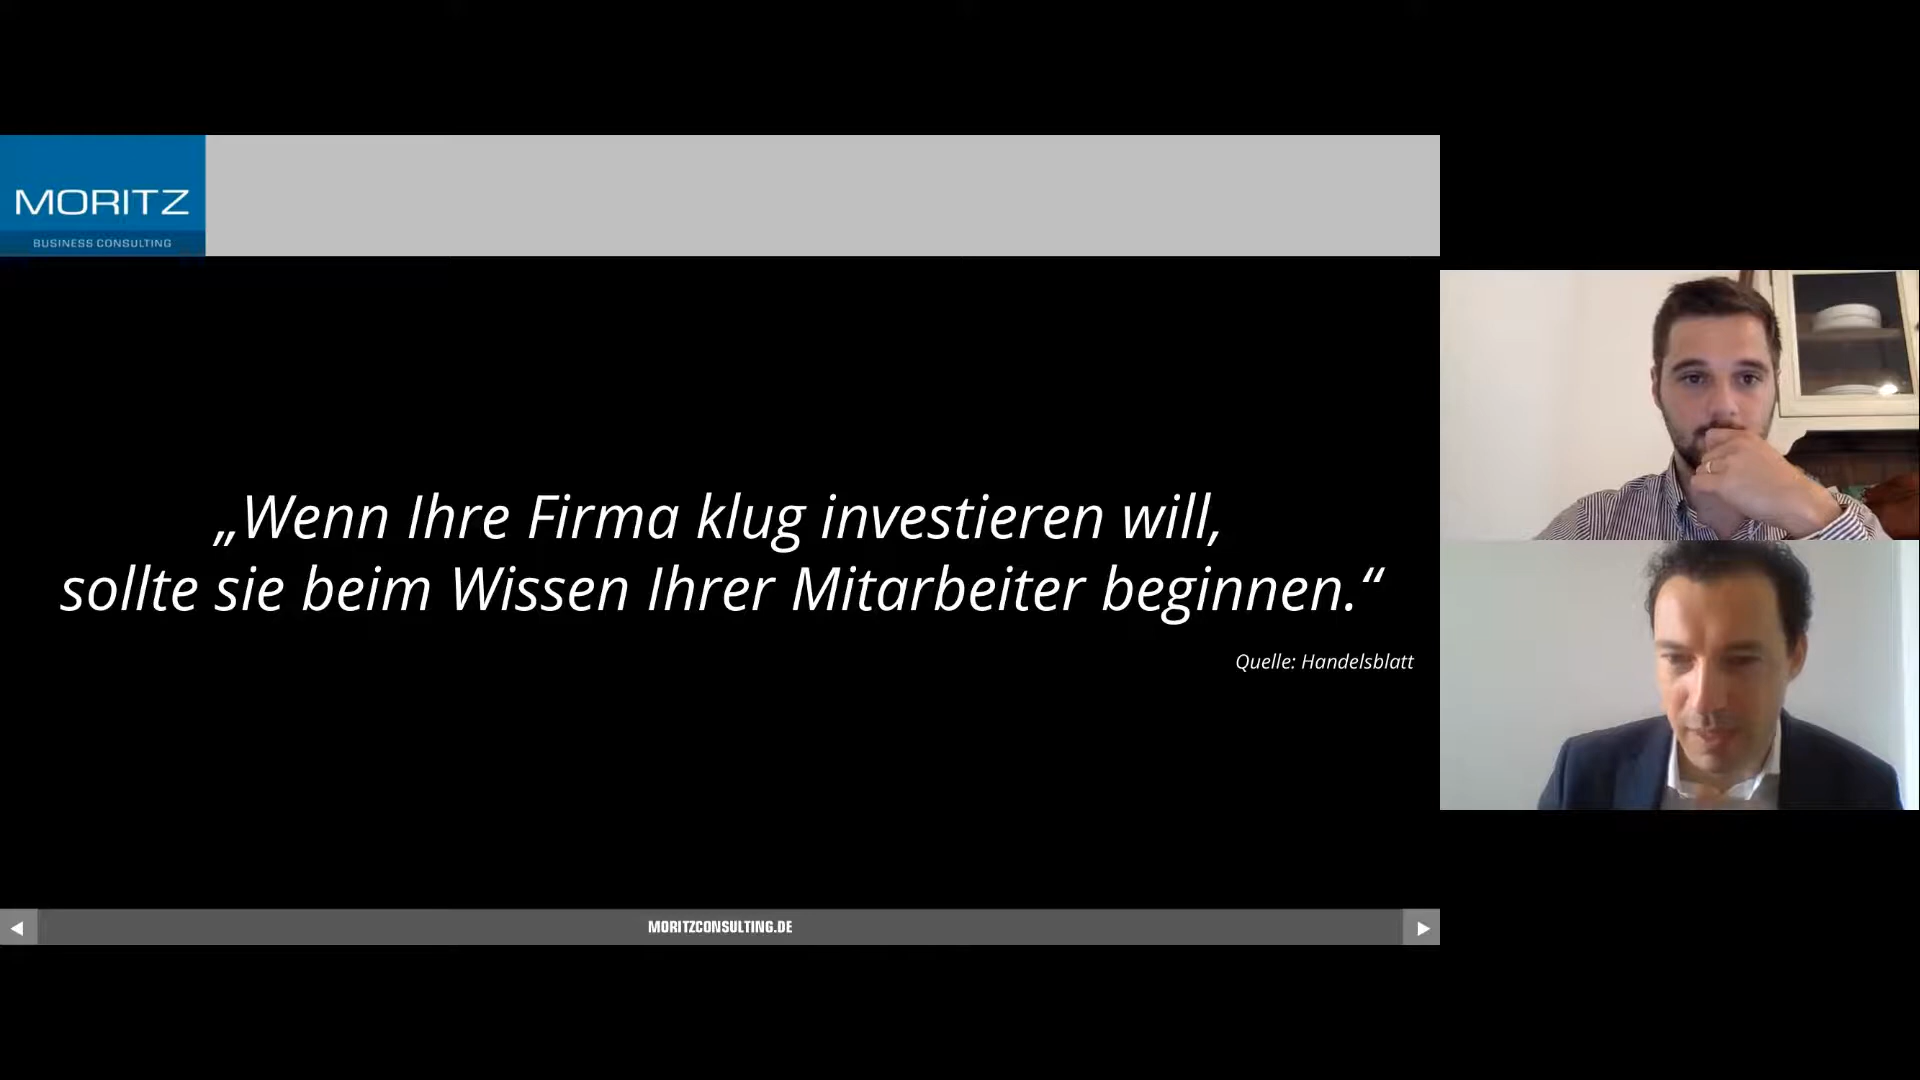 MORITZ
BUSINESS CONSULTING
„Wenn Ihre Firma klug investieren will,
sollte sie beim Wissen Ihrer Mitarbeiter beginnen.“
Quelle: Handelsblatt
MORITZCONSULTING.DE